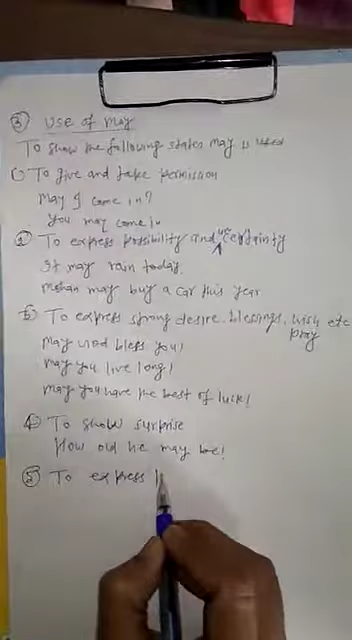 ③ Use of may
To show the following states may is used
① To give and take permission
May I come in?
You may come in
② To express possibility and uncertainty
It may rain today.
Mohan may buy a car this year
③ To express strong desire, blessings, wish etc
pray
May God bless you!
May you live long!
May you have the best of luck!
④ To show surprise
How old he may be!
⑤ To express